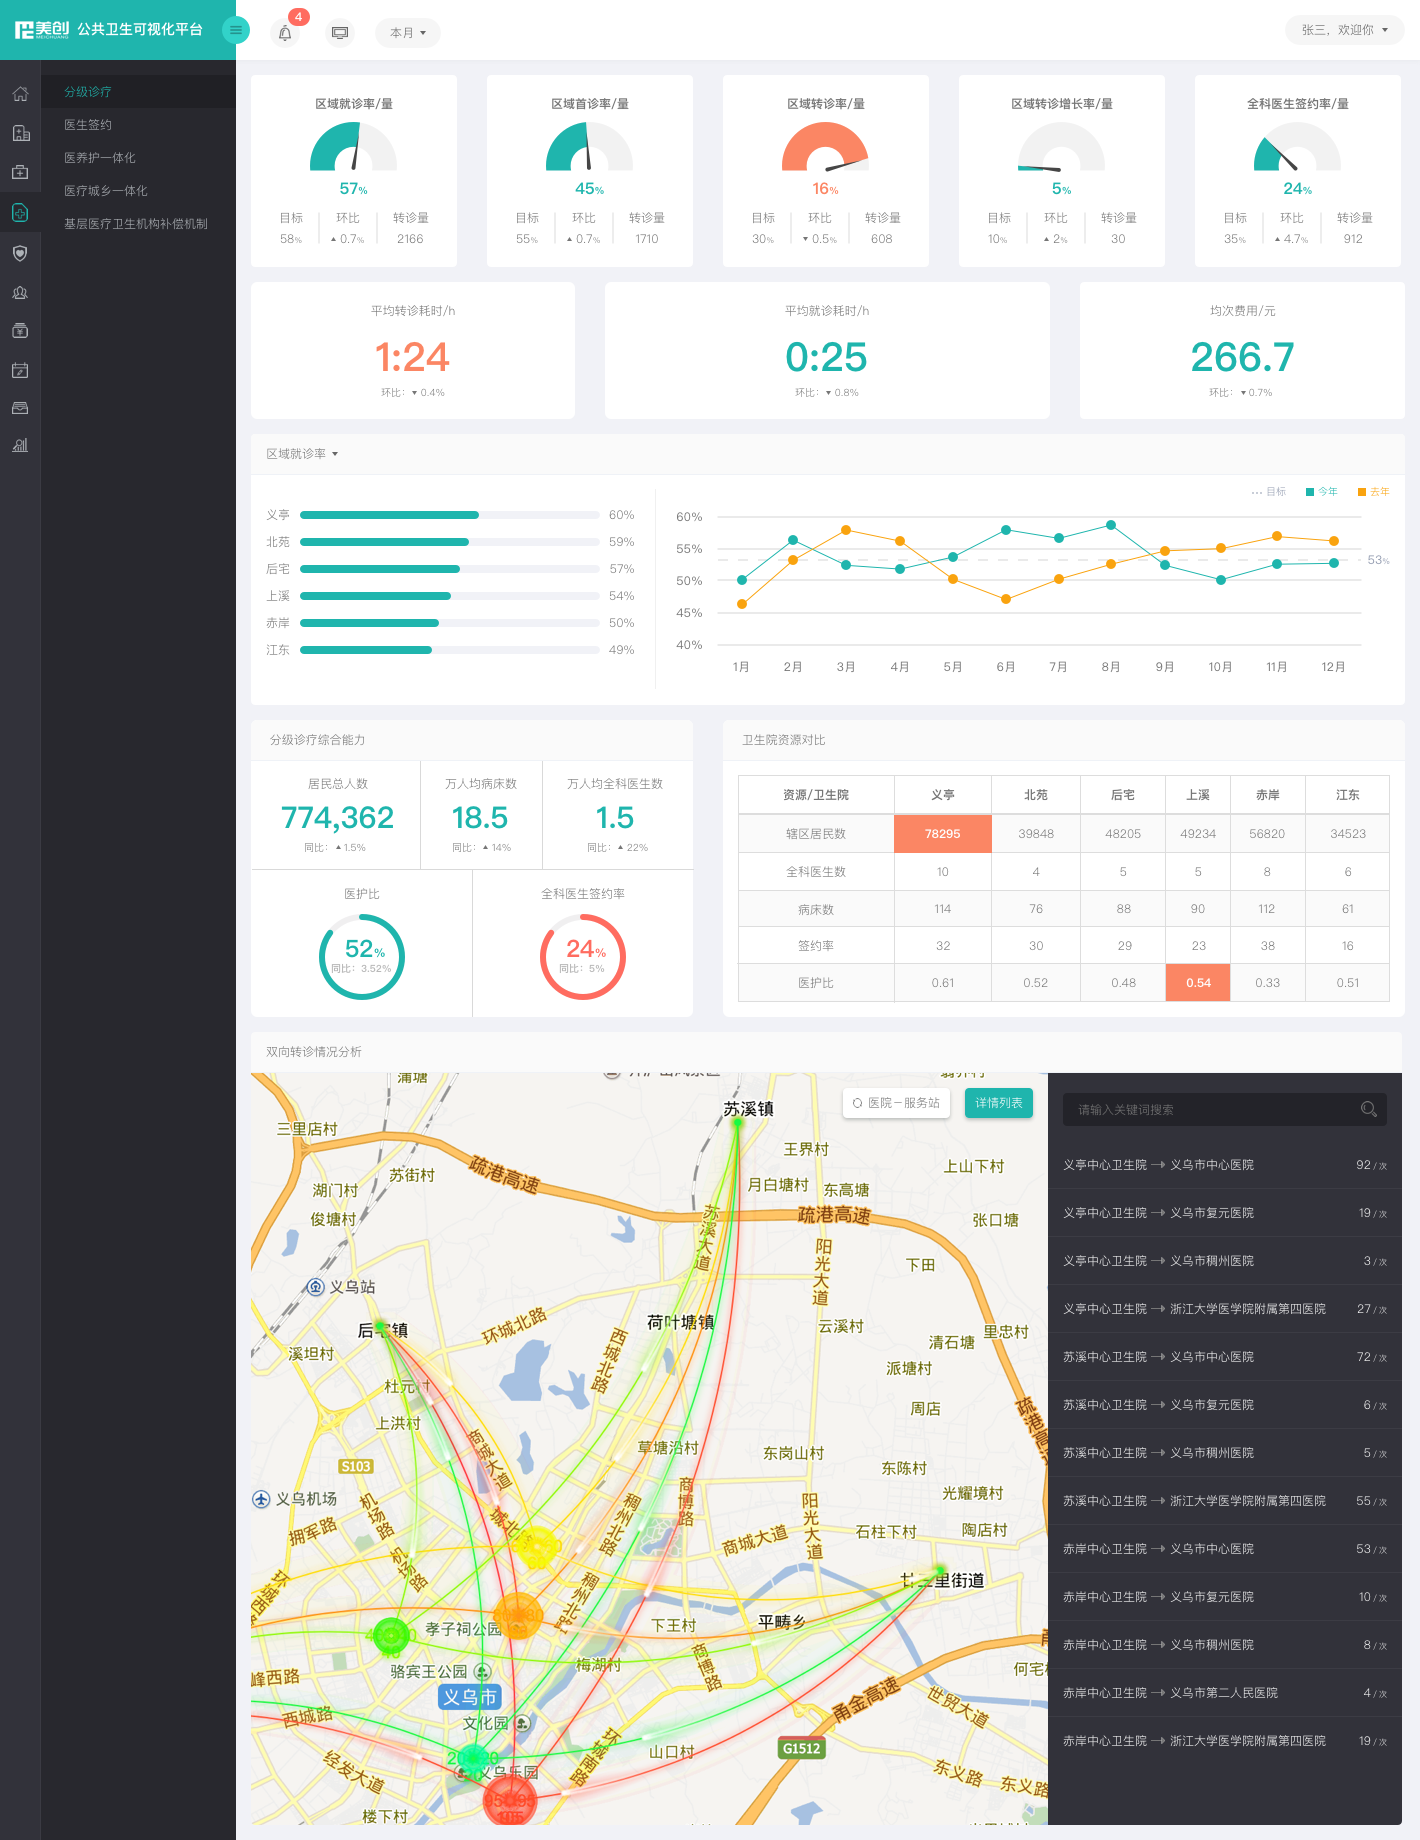 美创 公共卫生可视化平台
MEICHUANG
4
本月
张三，欢迎你
分级诊疗
医生签约
医养护一体化
医疗城乡一体化
基层医疗卫生机构补偿机制
区域就诊率/量
57%
目标 环比 转诊量
58% 0.7% 2166
区域首诊率/量
45%
目标 环比 转诊量
55% 0.7% 1710
区域转诊率/量
16%
目标 环比 转诊量
30% 0.5% 608
区域转诊增长率/量
5%
目标 环比 转诊量
10% 2% 30
全科医生签约率/量
24%
目标 环比 转诊量
35% 4.7% 912
平均转诊耗时/h
1:24
环比： 0.4%
平均就诊耗时/h
0:25
环比： 0.8%
均次费用/元
266.7
环比： 0.7%
区域就诊率
义亭 60%
北苑 59%
后宅 57%
上溪 54%
赤岸 50%
江东 49%
目标 今年 去年
60%
55%
53%
50%
45%
40%
1月 2月 3月 4月 5月 6月 7月 8月 9月 10月 11月 12月
分级诊疗综合能力
居民总人数
774,362
同比： 1.5%
万人均病床数
18.5
同比： 14%
万人均全科医生数
1.5
同比： 22%
医护比
52%
同比：3.52%
全科医生签约率
24%
同比：5%
卫生院资源对比
资源/卫生院 义亭 北苑 后宅 上溪 赤岸 江东
辖区居民数 78295 39848 48205 49234 56820 34523
全科医生数 10 4 5 5 8 6
病床数 114 76 88 90 112 61
签约率 32 30 29 23 38 16
医护比 0.61 0.52 0.48 0.54 0.33 0.51
双向转诊情况分析
医院－服务站
详情列表
蒲塘
苏溪镇
三里店村
王界村
苏街村
疏港高速
上山下村
湖门村
月白塘村
东高塘
俊塘村
苏溪大道
疏港高速
张口塘
阳光大道
下田
义乌站
后宅镇
环城北路
荷叶塘镇
云溪村
里忠村
清石塘
溪坦村
西城北路
派塘村
杜元村
周店
疏港高
上洪村
商城大道
草塘沿村
东岗山村
东陈村
S103
商博路
光耀境村
义乌机场
机场路
稠州北路
阳光大道
拥军路
城北
商城大道
石柱下村
陶店村
机场路
环城西路
稠州北路
廿三里街道
孝子祠公园
下王村
平畴乡
骆宾王公园
梅湖村
商博路
何宅村
峰西路
义乌市
甬金高速
世贸大道
西城路
文化园
环城南路
山口村
G1512
经发大道
义乌乐园
东义路
东义路
楼下村
请输入关键词搜索
义亭中心卫生院 义乌市中心医院 92 / 次
义亭中心卫生院 义乌市复元医院 19 / 次
义亭中心卫生院 义乌市稠州医院 3 / 次
义亭中心卫生院 浙江大学医学院附属第四医院 27 / 次
苏溪中心卫生院 义乌市中心医院 72 / 次
苏溪中心卫生院 义乌市复元医院 6 / 次
苏溪中心卫生院 义乌市稠州医院 5 / 次
苏溪中心卫生院 浙江大学医学院附属第四医院 55 / 次
赤岸中心卫生院 义乌市中心医院 53 / 次
赤岸中心卫生院 义乌市复元医院 10 / 次
赤岸中心卫生院 义乌市稠州医院 8 / 次
赤岸中心卫生院 义乌市第二人民医院 4 / 次
赤岸中心卫生院 浙江大学医学院附属第四医院 19 / 次